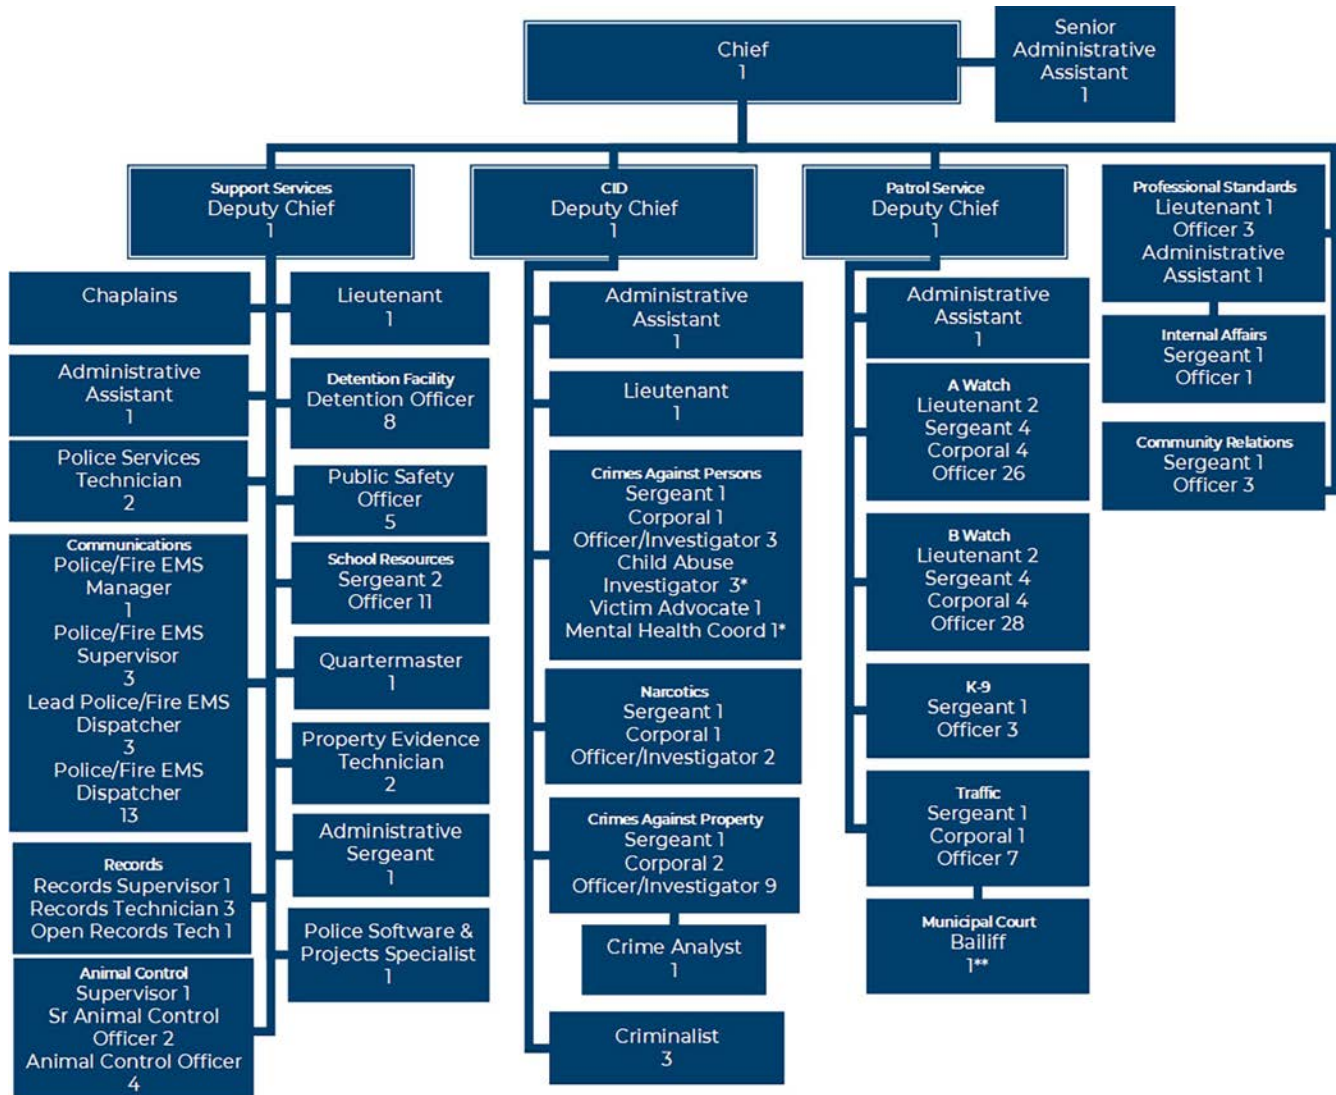 Chief
1
Senior
Administrative
Assistant
1
Support Services
Deputy Chief
1
CID
Deputy Chief
1
Patrol Service
Deputy Chief
1
Professional Standards
Lieutenant 1
Officer 3
Administrative
Assistant 1
Internal Affairs
Sergeant 1
Officer 1
Community Relations
Sergeant 1
Officer 3
Chaplains
Administrative
Assistant
1
Police Services
Technician
2
Communications
Police/Fire EMS
Manager
1
Police/Fire EMS
Supervisor
3
Lead Police/Fire EMS
Dispatcher
3
Police/Fire EMS
Dispatcher
13
Records
Records Supervisor 1
Records Technician 3
Open Records Tech 1
Animal Control
Supervisor 1
Sr Animal Control
Officer 2
Animal Control Officer
4
Lieutenant
1
Detention Facility
Detention Officer
8
Public Safety
Officer
5
School Resources
Sergeant 2
Officer 11
Quartermaster
1
Property Evidence
Technician
2
Administrative
Sergeant
1
Police Software &
Projects Specialist
1
Administrative
Assistant
1
Lieutenant
1
Crimes Against Persons
Sergeant 1
Corporal 1
Officer/Investigator 3
Child Abuse
Investigator 3*
Victim Advocate 1
Mental Health Coord 1*
Narcotics
Sergeant 1
Corporal 1
Officer/Investigator 2
Crimes Against Property
Sergeant 1
Corporal 2
Officer/Investigator 9
Crime Analyst
1
Criminalist
3
Administrative
Assistant
1
A Watch
Lieutenant 2
Sergeant 4
Corporal 4
Officer 26
B Watch
Lieutenant 2
Sergeant 4
Corporal 4
Officer 28
K-9
Sergeant 1
Officer 3
Traffic
Sergeant 1
Corporal 1
Officer 7
Municipal Court
Bailiff
1**